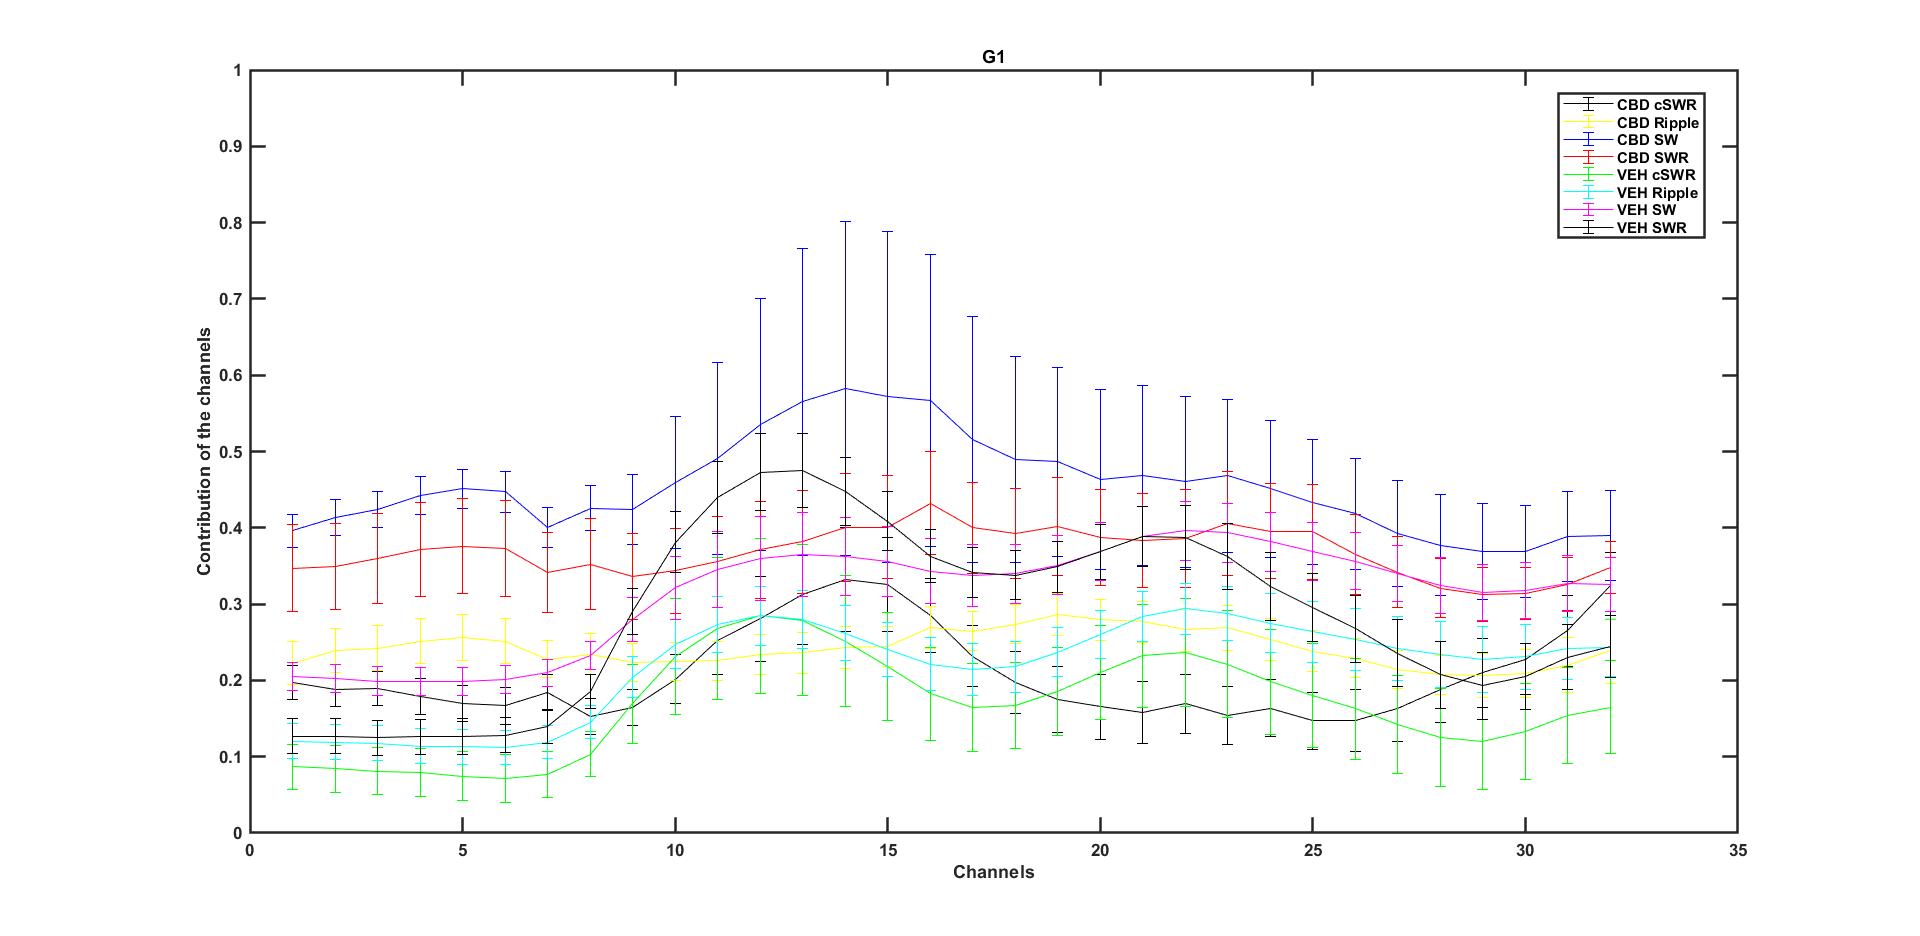 G1
1
0.9
0.8
0.7
0.6
0.5
0.4
0.3
0.2
0.1
0
Contribution of the channels
CBD cSWR
CBD Ripple
CBD SW
CBD SWR
VEH cSWR
VEH Ripple
VEH SW
VEH SWR
0 5 10 15 20 25 30 35
Channels